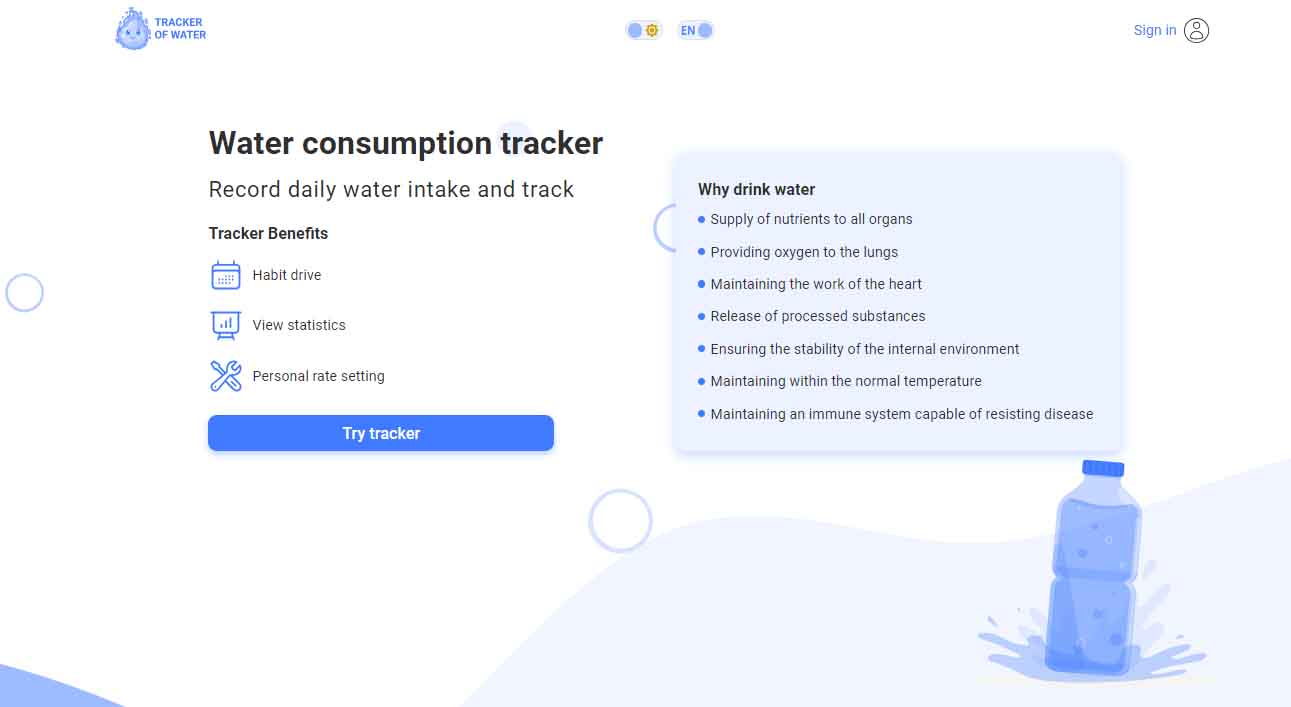 TRACKER
OF WATER
EN
Sign in
Water consumption tracker
Record daily water intake and track
Tracker Benefits
Habit drive
View statistics
Personal rate setting
Try tracker
Why drink water
Supply of nutrients to all organs
Providing oxygen to the lungs
Maintaining the work of the heart
Release of processed substances
Ensuring the stability of the internal environment
Maintaining within the normal temperature
Maintaining an immune system capable of resisting disease